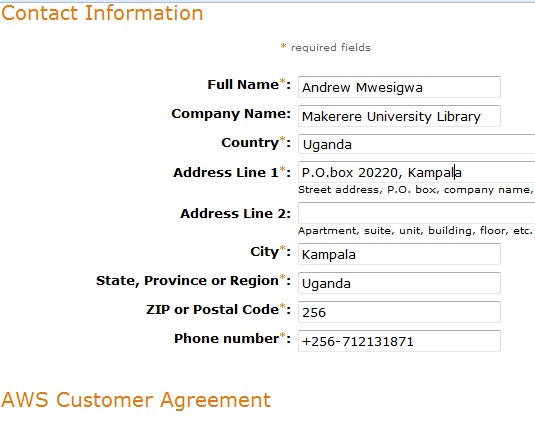 Contact Information
* required fields
Full Name*: Andrew Mwesigwa
Company Name: Makerere University Library
Country*: Uganda
Address Line 1*: P.O.box 20220, Kampala
Street address, P.O. box, company name,
Address Line 2:
Apartment, suite, unit, building, floor, etc.
City*: Kampala
State, Province or Region*: Uganda
ZIP or Postal Code*: 256
Phone number*: +256-712131871
AWS Customer Agreement